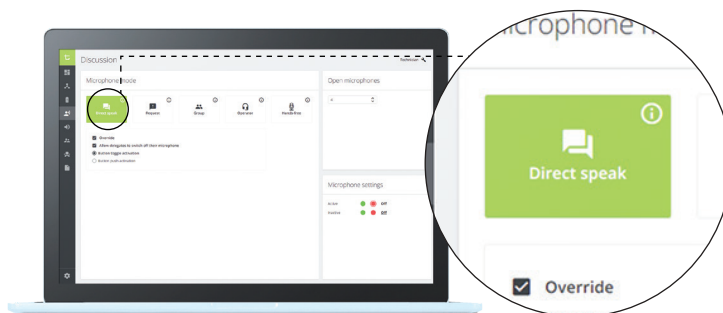 Discussion
Technician
Microphone mode
Direct speak
Request
Group
Operator
Hands-free
Override
Allow delegates to switch off their microphone
Button toggle activation
Button push activation
Open microphones
4
Microphone settings
Active
Off
Inactive
Off
Direct speak
Override